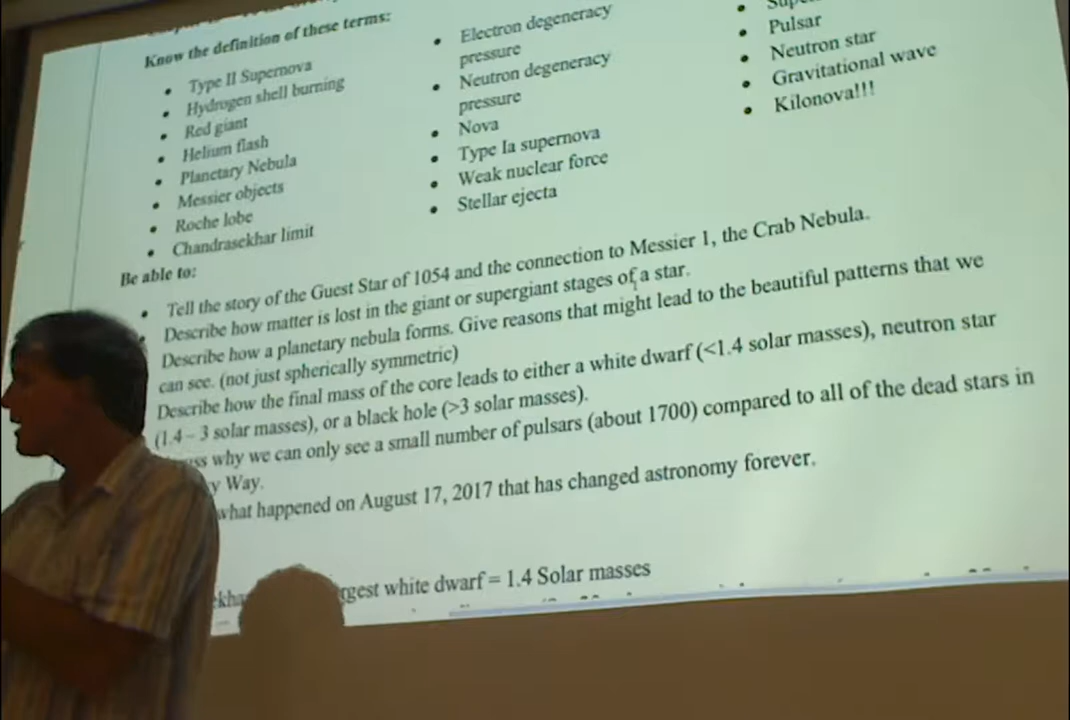 Know the definition of these terms:
• Type II Supernova
• Hydrogen shell burning
• Red giant
• Helium flash
• Planetary Nebula
• Messier objects
• Roche lobe
• Chandrasekhar limit
• Electron degeneracy
pressure
• Neutron degeneracy
pressure
• Nova
• Type Ia supernova
• Weak nuclear force
• Stellar ejecta
• Pulsar
• Neutron star
• Gravitational wave
• Kilonova!!!
Be able to:
• Tell the story of the Guest Star of 1054 and the connection to Messier 1, the Crab Nebula.
Describe how matter is lost in the giant or supergiant stages of a star.
Describe how a planetary nebula forms. Give reasons that might lead to the beautiful patterns that we
can see. (not just spherically symmetric)
Describe how the final mass of the core leads to either a white dwarf (<1.4 solar masses), neutron star
(1.4 – 3 solar masses), or a black hole (>3 solar masses).
why we can only see a small number of pulsars (about 1700) compared to all of the dead stars in
Way.
what happened on August 17, 2017 that has changed astronomy forever.
white dwarf = 1.4 Solar masses